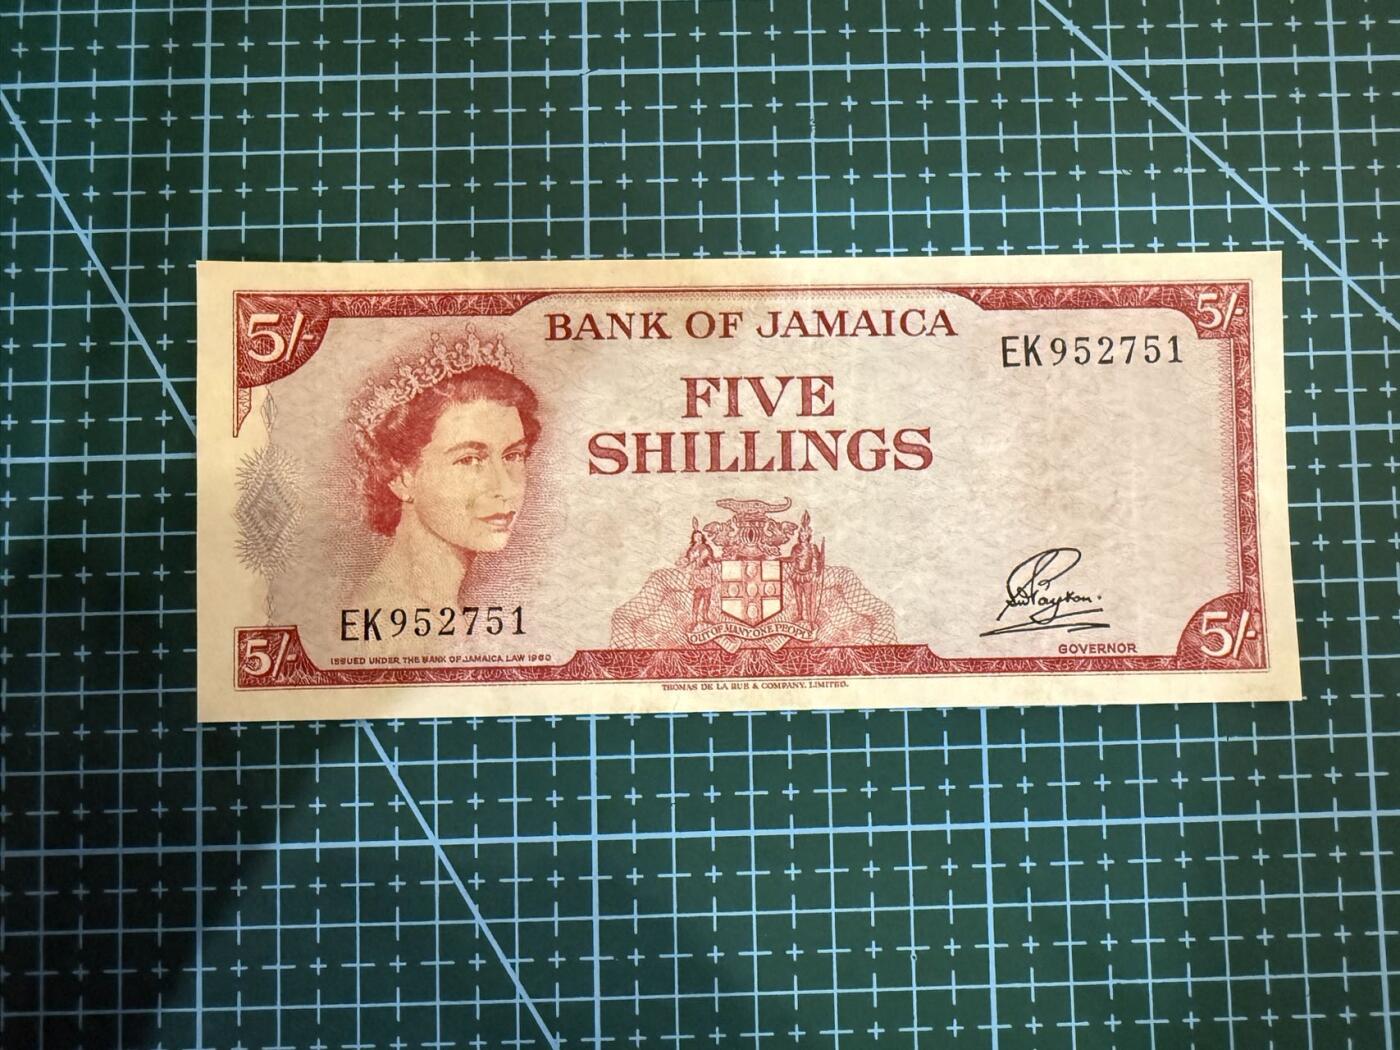 5/-
5/-
BANK OF JAMAICA
EK952751
FIVE
SHILLINGS
OUT OF MANY ONE PEOPLE
EK952751
GOVERNOR
5/-
5/-
ISSUED UNDER THE BANK OF JAMAICA LAW 1960
THOMAS DE LA RUE & COMPANY, LIMITED.